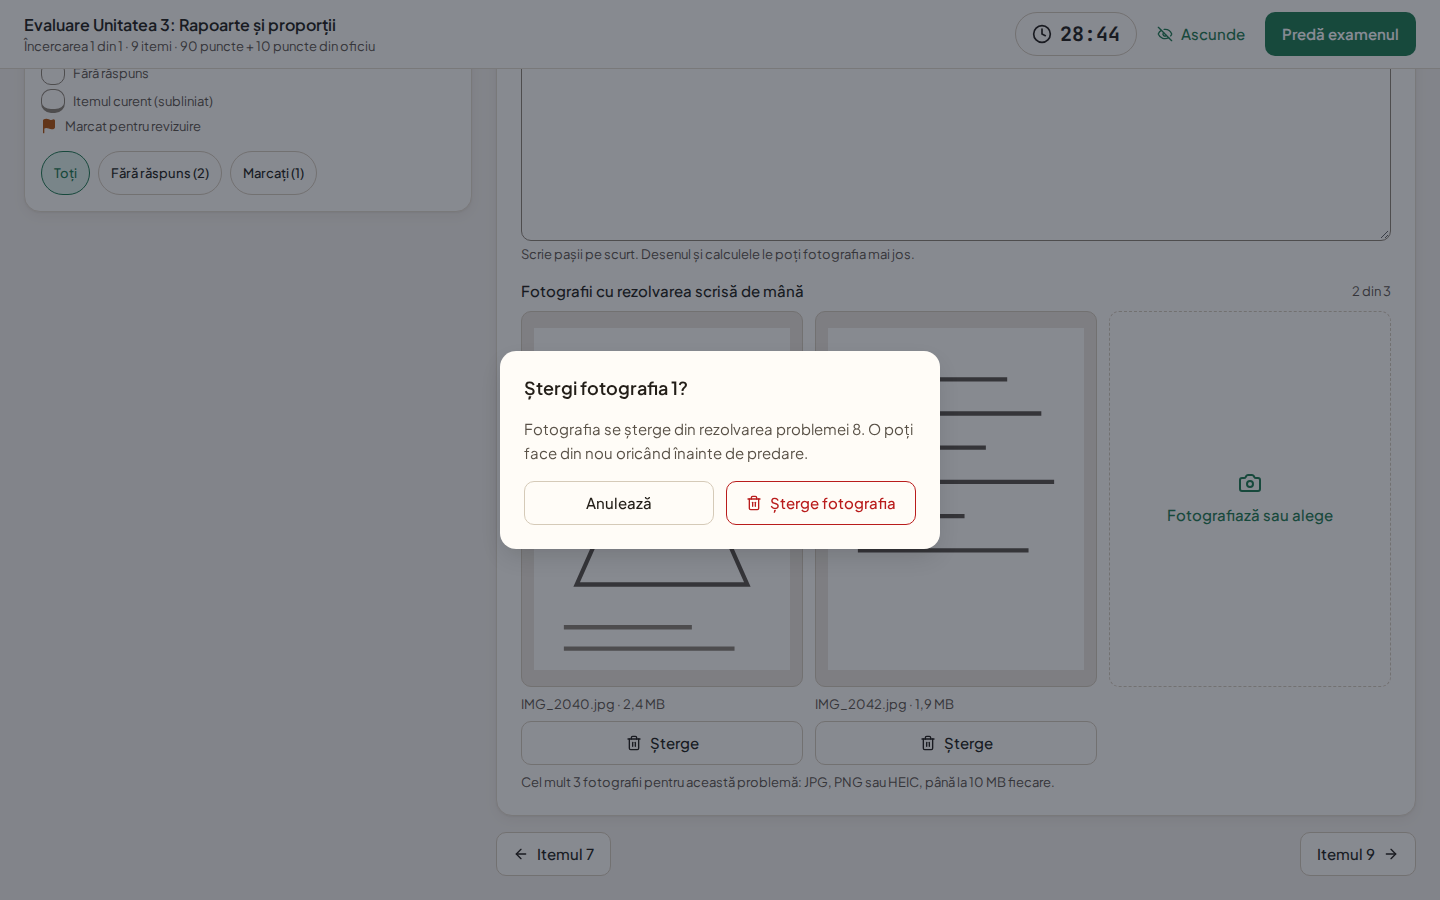 Evaluare Unitatea 3: Rapoarte și proporții
Încercarea 1 din 1 · 9 itemi · 90 puncte + 10 puncte din oficiu
28:44
Ascunde
Predă examenul
Fără răspuns
Itemul curent (subliniat)
Marcat pentru revizuire
Toți
Fără răspuns (2)
Marcați (1)
Scrie pașii pe scurt. Desenul și calculele le poți fotografia mai jos.
Fotografii cu rezolvarea scrisă de mână
2 din 3
Ștergi fotografia 1?
Fotografia se șterge din rezolvarea problemei 8. O poți
face din nou oricând înainte de predare.
Anulează
Șterge fotografia
Fotografiază sau alege
IMG_2040.jpg · 2,4 MB
IMG_2042.jpg · 1,9 MB
Șterge
Șterge
Cel mult 3 fotografii pentru această problemă: JPG, PNG sau HEIC, până la 10 MB fiecare.
Itemul 7
Itemul 9